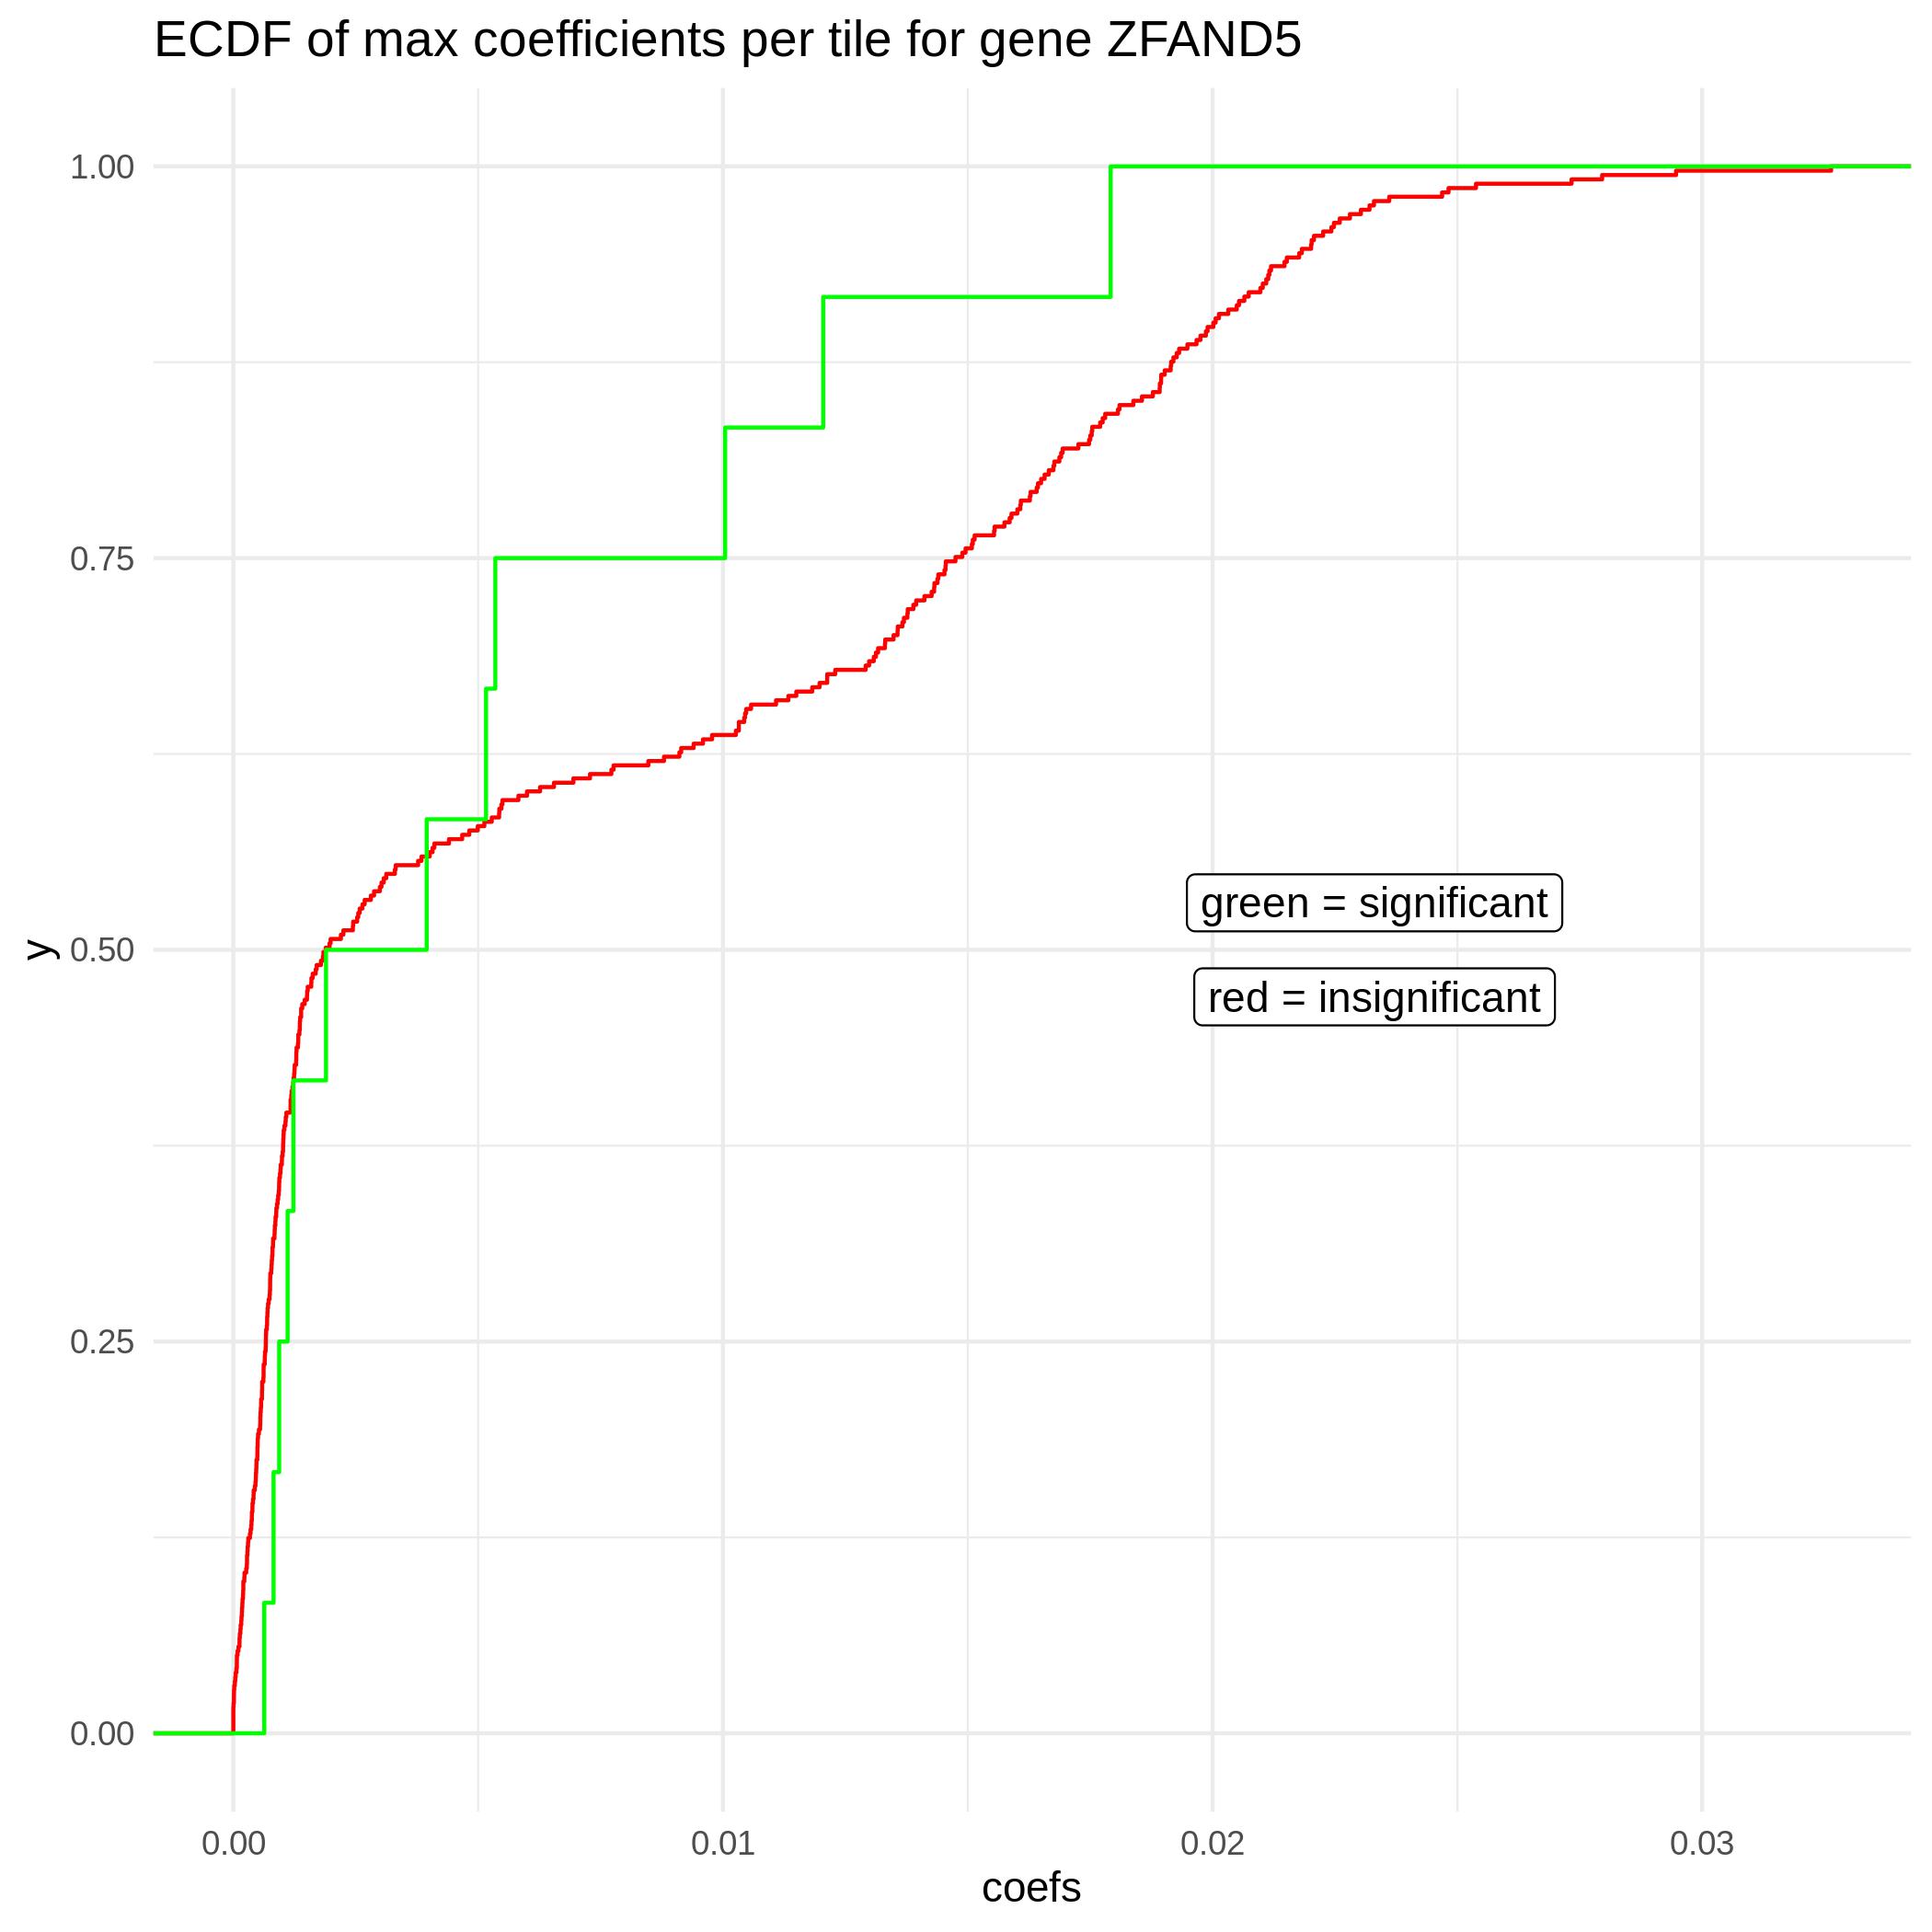 ECDF of max coefficients per tile for gene ZFAND5
1.00
0.75
0.50
0.25
0.00
y
green = significant
red = insignificant
0.00 0.01 0.02 0.03
coefs